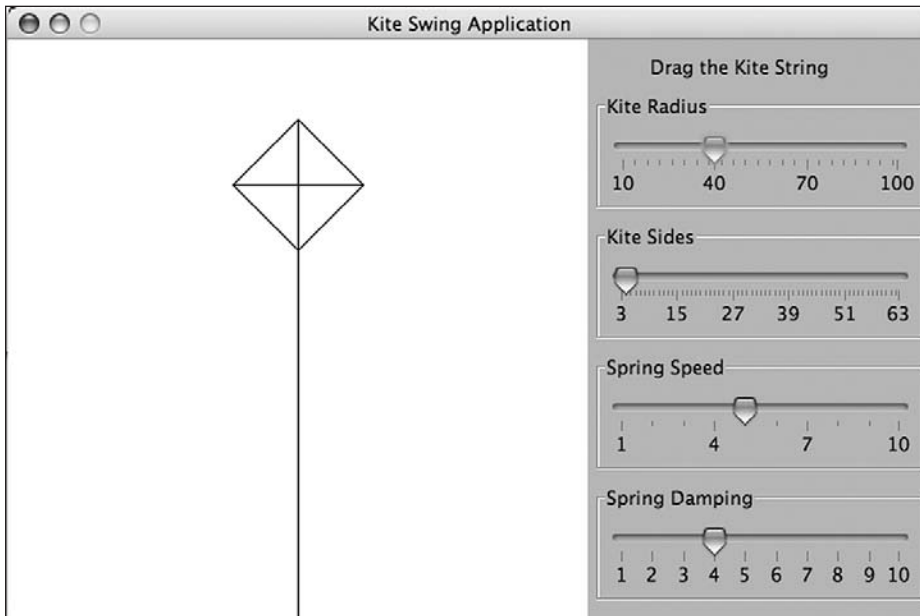 Kite Swing Application
Drag the Kite String
Kite Radius
10 40 70 100
Kite Sides
3 15 27 39 51 63
Spring Speed
1 4 7 10
Spring Damping
1 2 3 4 5 6 7 8 9 10